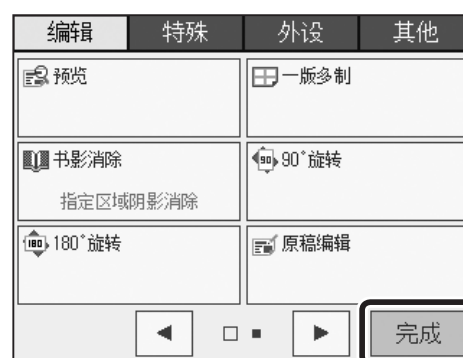 编辑 特殊 外设 其他
预览 一版多制
书影消除 90°旋转
指定区域阴影消除
180°旋转 原稿编辑
完成